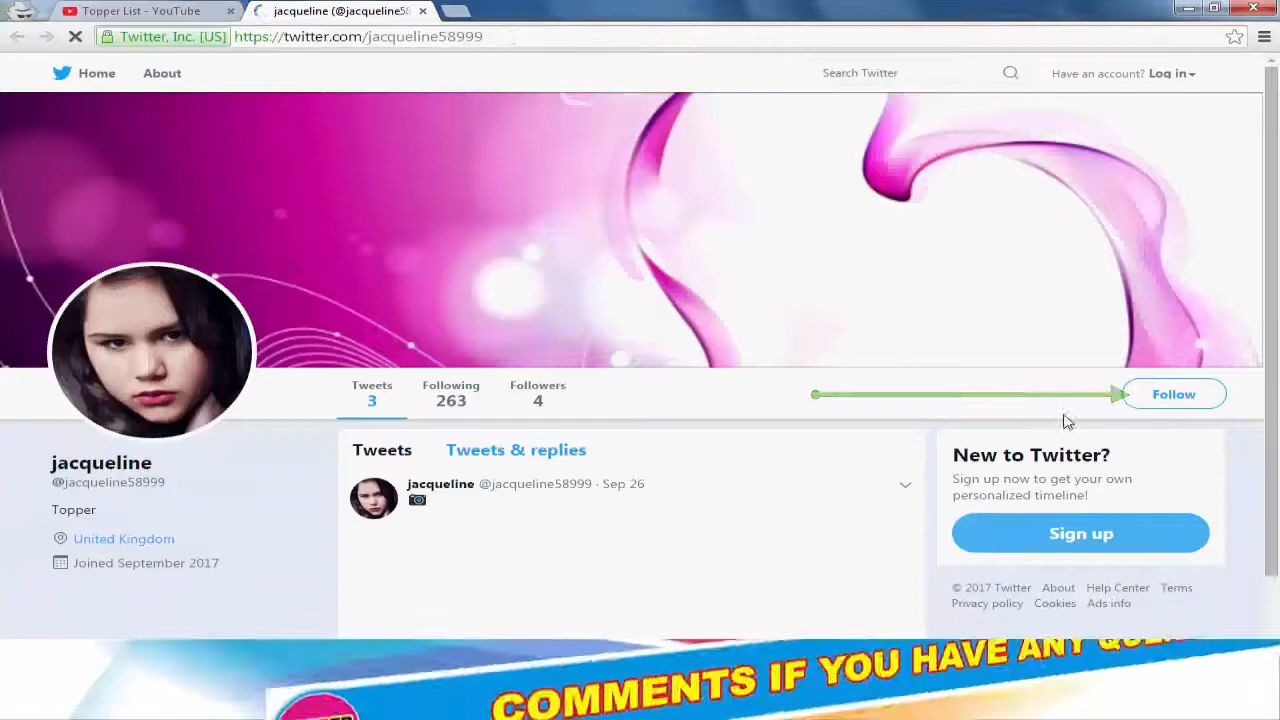 Topper List - YouTube
jacqueline (@jacqueline58
Twitter, Inc. [US] https://twitter.com/jacqueline58999
Home About Search Twitter Have an account? Log in
Tweets Following Followers
3 263 4
Follow
jacqueline
@jacqueline58999
Topper
United Kingdom
Joined September 2017
Tweets Tweets & replies
jacqueline @jacqueline58999 · Sep 26
New to Twitter?
Sign up now to get your own
personalized timeline!
Sign up
© 2017 Twitter About Help Center Terms
Privacy policy Cookies Ads info
COMMENTS IF YOU HAVE ANY